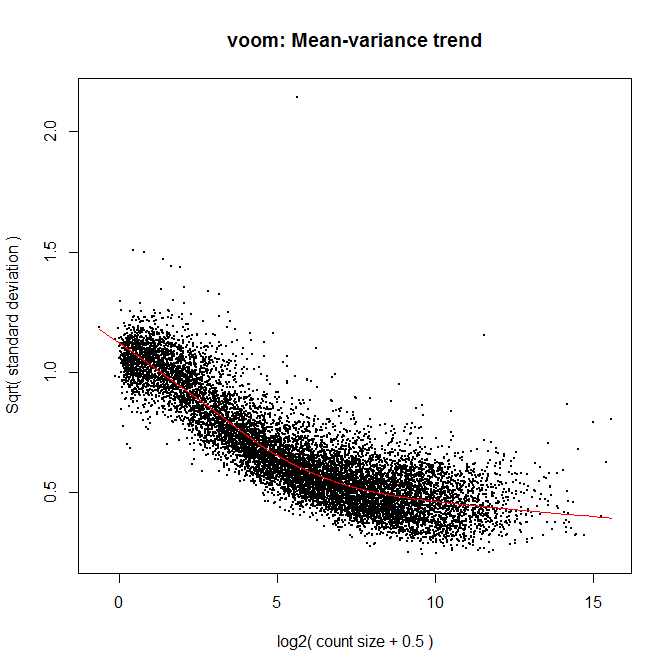 voom: Mean-variance trend
Sqrt( standard deviation )
2.0
1.5
1.0
0.5
0 5 10 15
log2( count size + 0.5 )